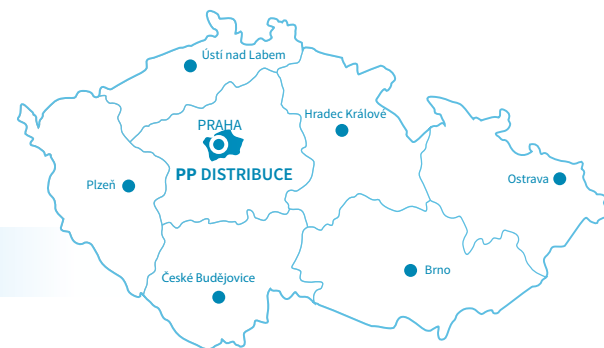 Ústí nad Labem
Hradec Králové
PRAHA
PP DISTRIBUCE
Plzeň
Ostrava
České Budějovice
Brno